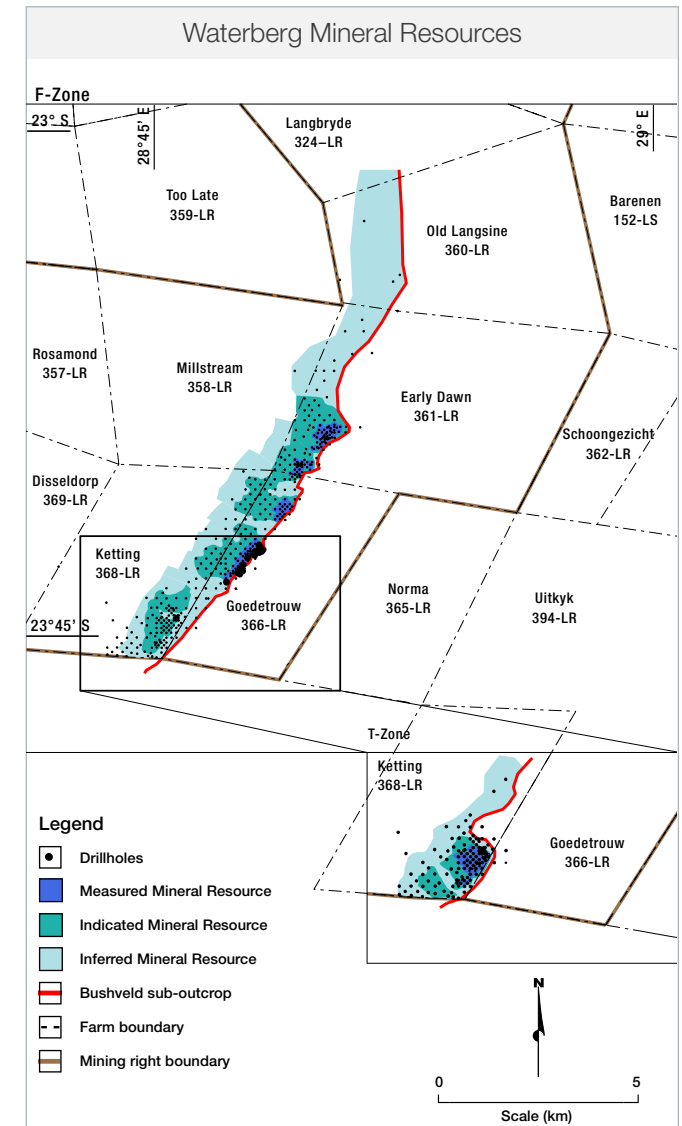 Waterberg Mineral Resources
F-Zone
23° S
28°45' E
29° E
Langbryde
324–LR
Too Late
359-LR
Barenen
152-LS
Old Langsine
360-LR
Rosamond
357-LR
Millstream
358-LR
Early Dawn
361-LR
Schoongezicht
362-LR
Disseldorp
369-LR
Ketting
368-LR
Goedetrouw
366-LR
Norma
365-LR
Uitkyk
394-LR
23°45' S
T-Zone
Ketting
368-LR
Goedetrouw
366-LR
Legend
Drillholes
Measured Mineral Resource
Indicated Mineral Resource
Inferred Mineral Resource
Bushveld sub-outcrop
Farm boundary
Mining right boundary
N
0 5
Scale (km)